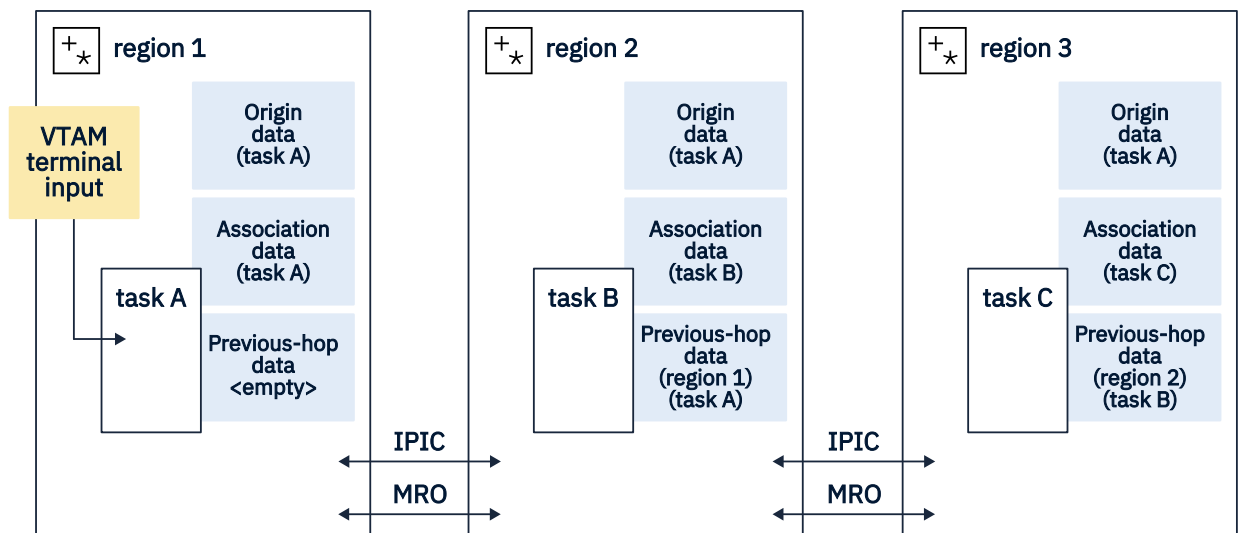 +* region 1
VTAM
terminal
input
Origin
data
(task A)
Association
data
(task A)
task A
Previous-hop
data
<empty>
IPIC
MRO
+* region 2
Origin
data
(task A)
Association
data
(task B)
task B
Previous-hop
data
(region 1)
(task A)
IPIC
MRO
+* region 3
Origin
data
(task A)
Association
data
(task C)
task C
Previous-hop
data
(region 2)
(task B)